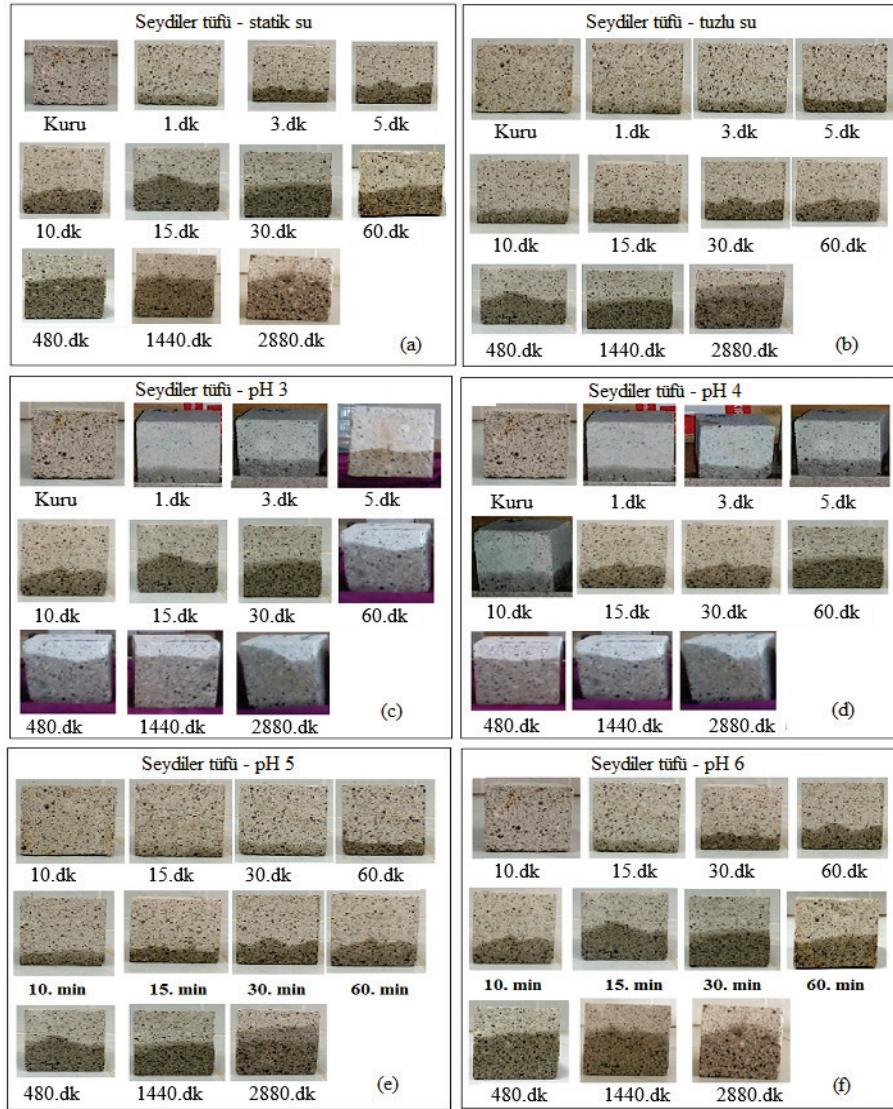 Seydiler tüfü - statik su
Kuru 1.dk 3.dk 5.dk
10.dk 15.dk 30.dk 60.dk
480.dk 1440.dk 2880.dk (a)
Seydiler tüfü - tuzlu su
Kuru 1.dk 3.dk 5.dk
10.dk 15.dk 30.dk 60.dk
480.dk 1440.dk 2880.dk (b)
Seydiler tüfü - pH 3
Kuru 1.dk 3.dk 5.dk
10.dk 15.dk 30.dk 60.dk
480.dk 1440.dk 2880.dk (c)
Seydiler tüfü - pH 4
Kuru 1.dk 3.dk 5.dk
10.dk 15.dk 30.dk 60.dk
480.dk 1440.dk 2880.dk (d)
Seydiler tüfü - pH 5
10.dk 15.dk 30.dk 60.dk
10. min 15. min 30. min 60. min
480.dk 1440.dk 2880.dk (e)
Seydiler tüfü - pH 6
10.dk 15.dk 30.dk 60.dk
10. min 15. min 30. min 60. min
480.dk 1440.dk 2880.dk (f)